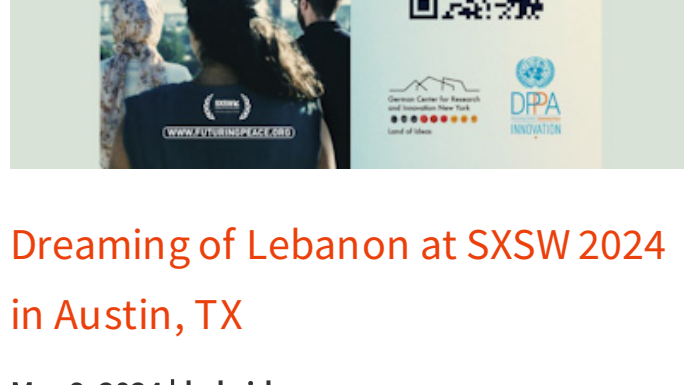 SXSW
WWW.FUTURINGPEACE.ORG
German Center for Research
and Innovation New York
Land of Ideas
DPPA
INNOVATION
Dreaming of Lebanon at SXSW 2024
in Austin, TX